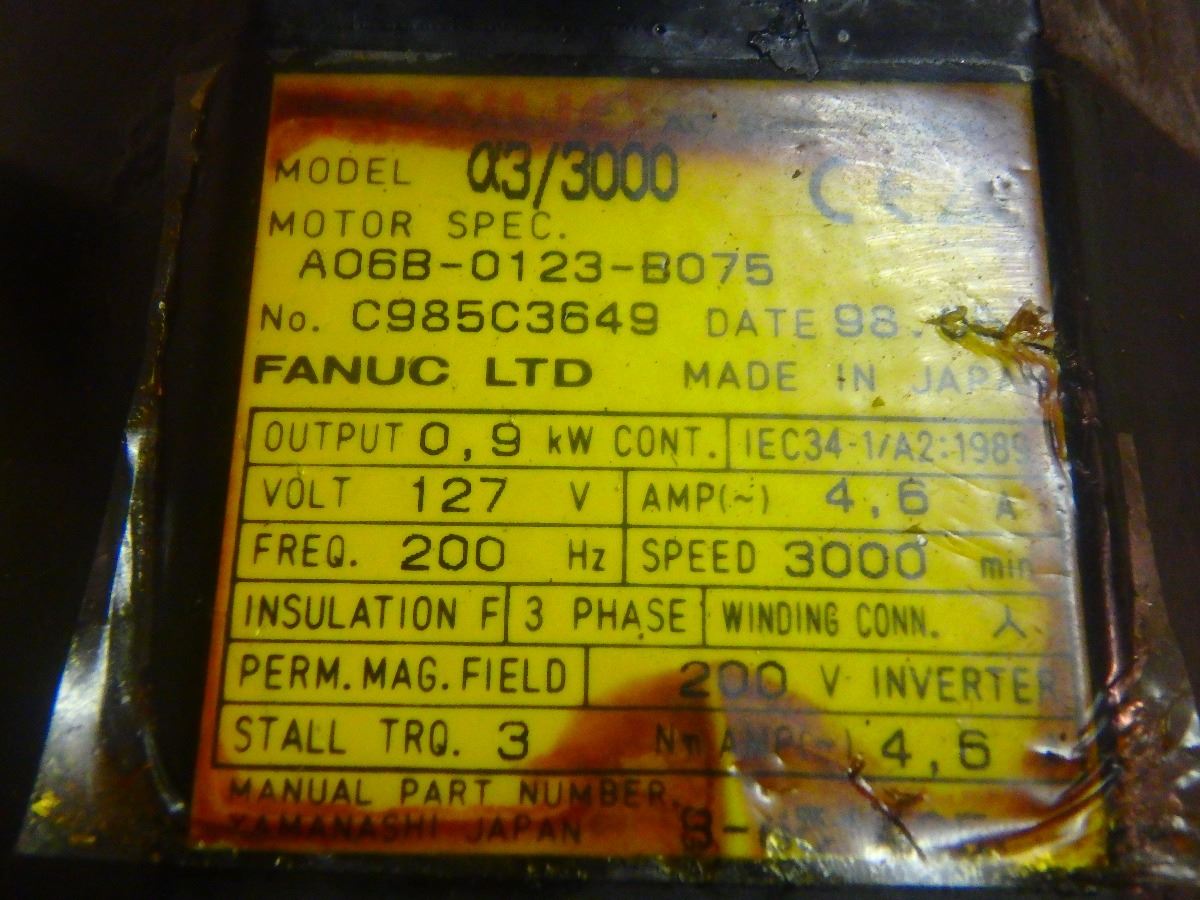 MODEL α3/3000
CE
MOTOR SPEC.
A06B-0123-B075
No. C985C3649 DATE 98.
FANUC LTD MADE IN JAPAN
OUTPUT 0,9 kW CONT. IEC34-1/A2:1989
VOLT 127 V AMP(~) 4,6 A
FREQ. 200 Hz SPEED 3000 min
INSULATION F 3 PHASE WINDING CONN. 人
PERM.MAG.FIELD 200 V INVERTER
STALL TRQ. 3 Nm AMP(~) 4,6
MANUAL PART NUMBER.
YAMANASHI JAPAN